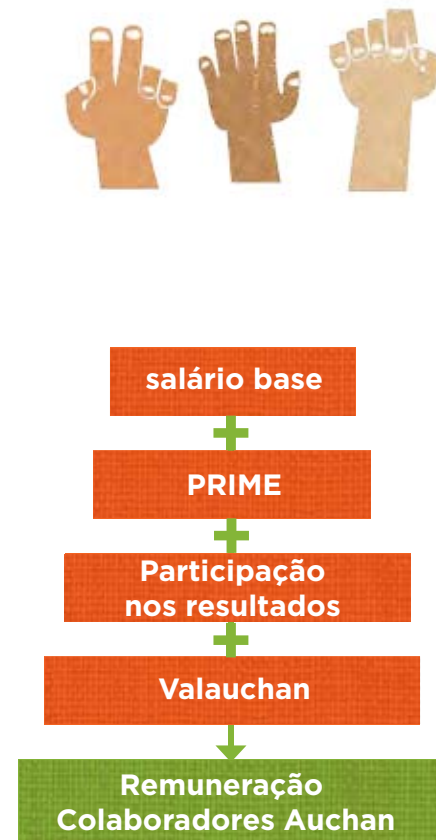 salário base
PRIME
Participação
nos resultados
Valauchan
Remuneração
Colaboradores Auchan